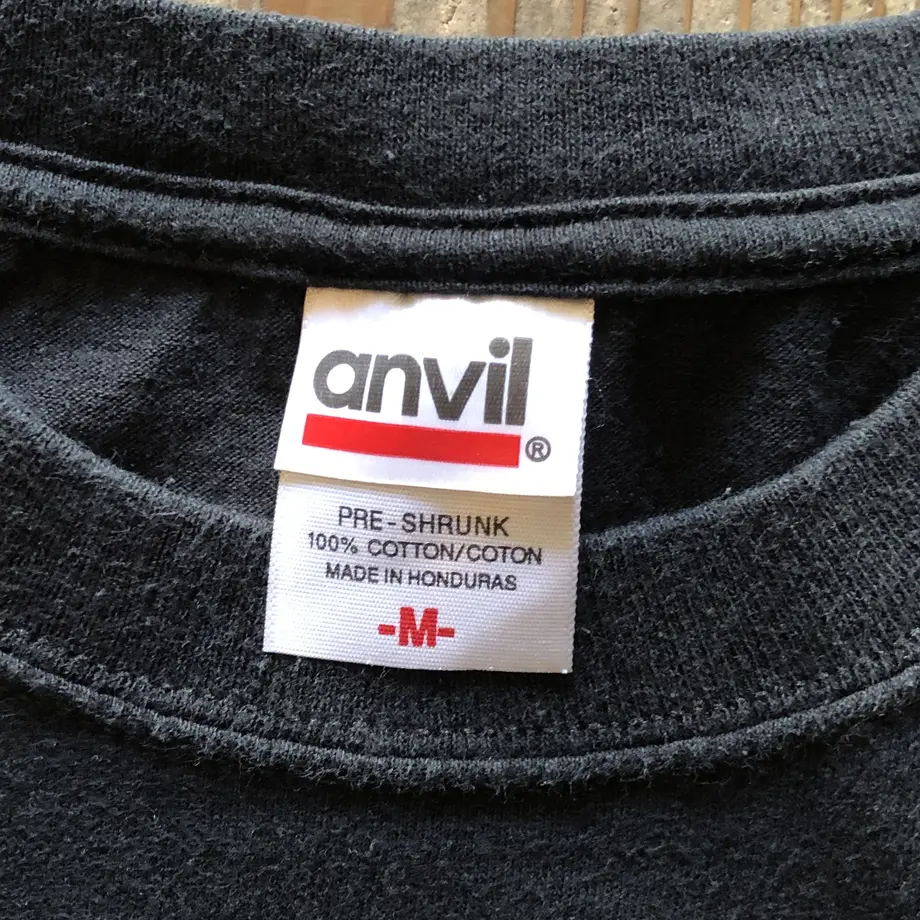 anvil
®
PRE-SHRUNK
100% COTTON/COTON
MADE IN HONDURAS
-M-